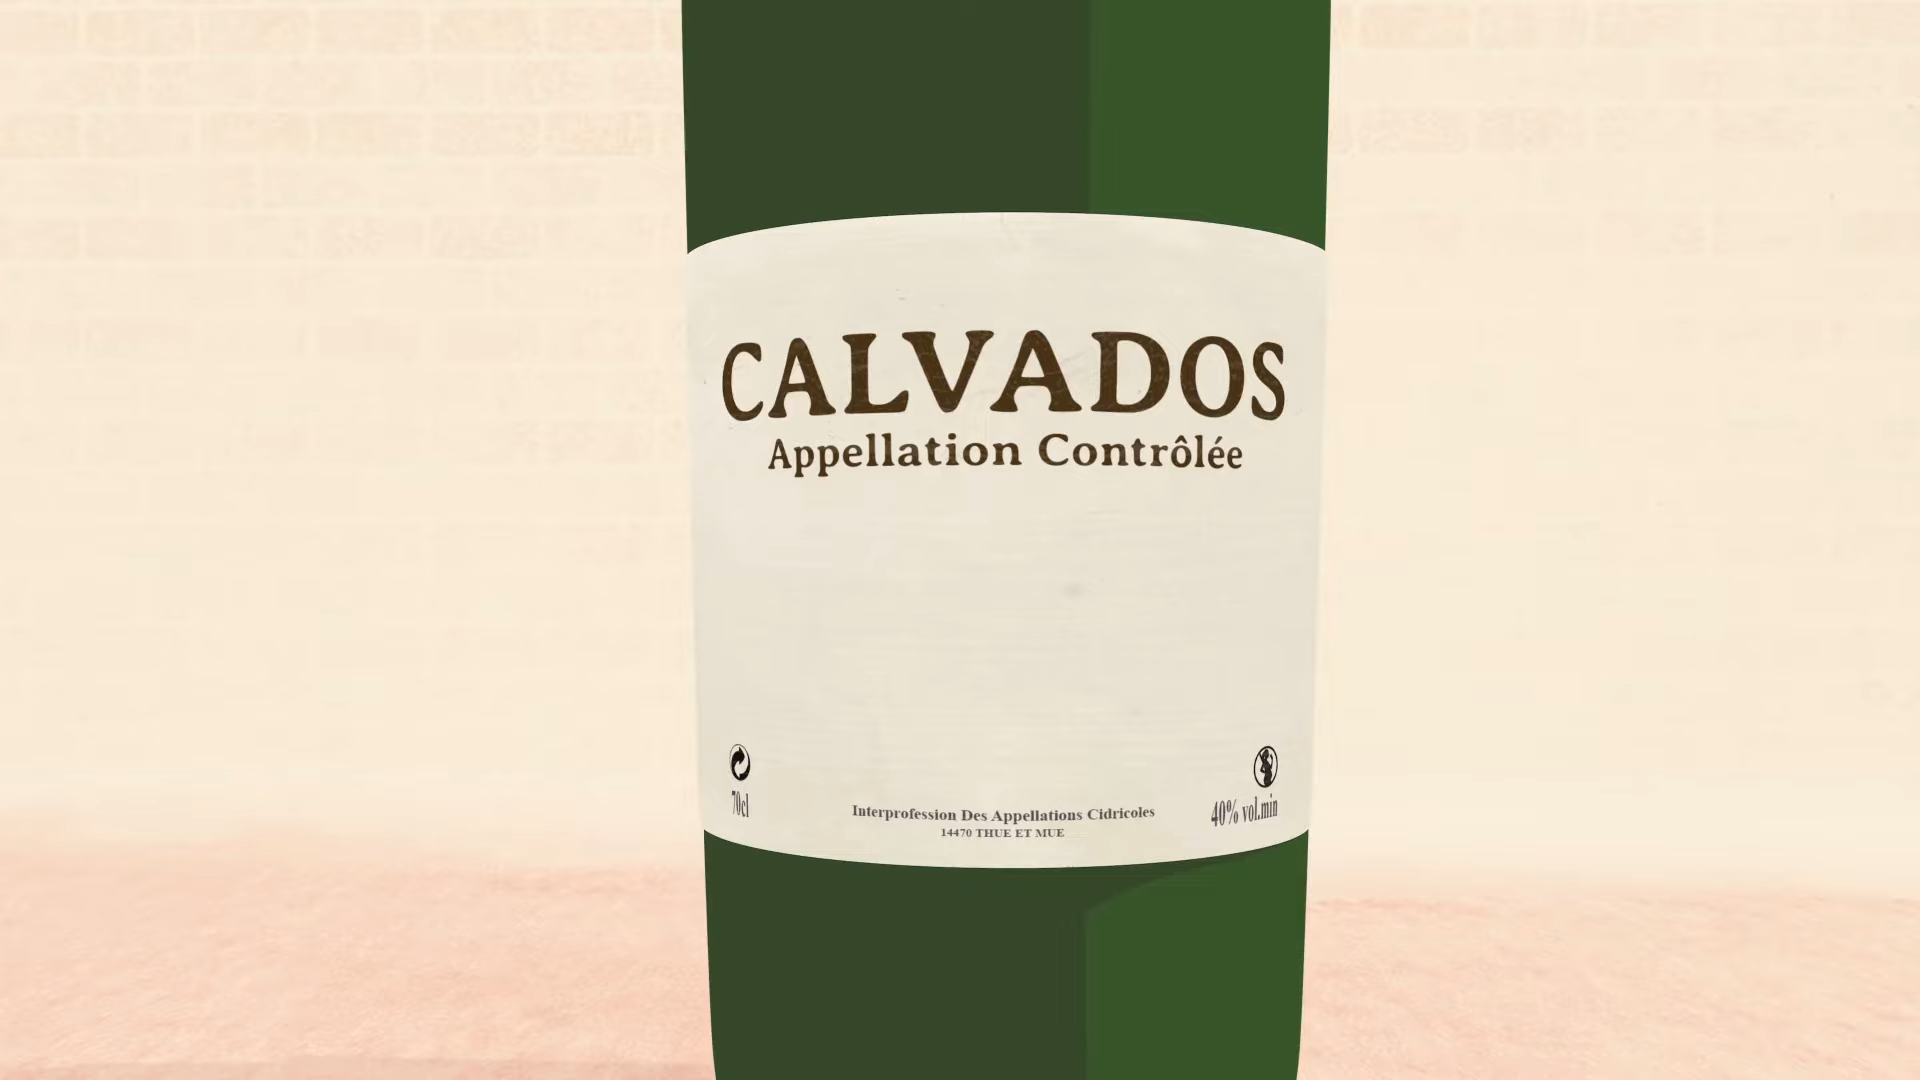 CALVADOS
Appellation Contrôlée
70cl
Interprofession Des Appellations Cidricoles
14470 THUE ET MUE
40% vol.min